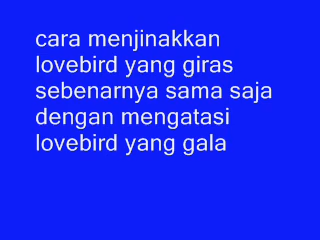 cara menjinakkan
lovebird yang giras
sebenarnya sama saja
dengan mengatasi
lovebird yang gala